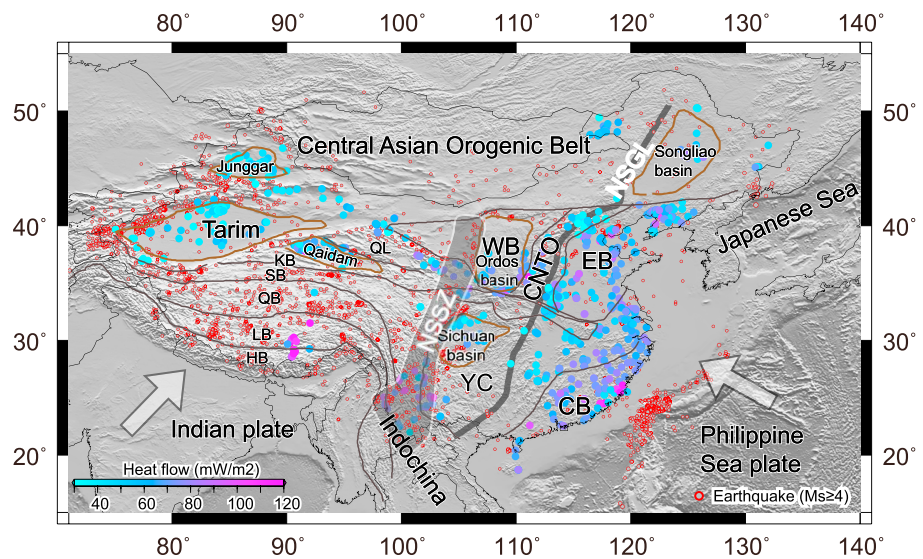 80° 90° 100° 110° 120° 130° 140°
50° 50°
40° 40°
30° 30°
20° 20°
Central Asian Orogenic Belt
NSGL
Songliao
basin
Junggar
Japanese Sea
Tarim
Qaidam
QL
KB
SB
QB
LB
HB
WB
Ordos
basin
CNTO
EB
NSSZ
Sichuan
basin
YC
CB
Indian plate
Indochina
Philippine
Sea plate
Heat flow (mW/m2)
40 60 80 100 120
Earthquake (Ms≥4)
80° 90° 100° 110° 120° 130° 140°